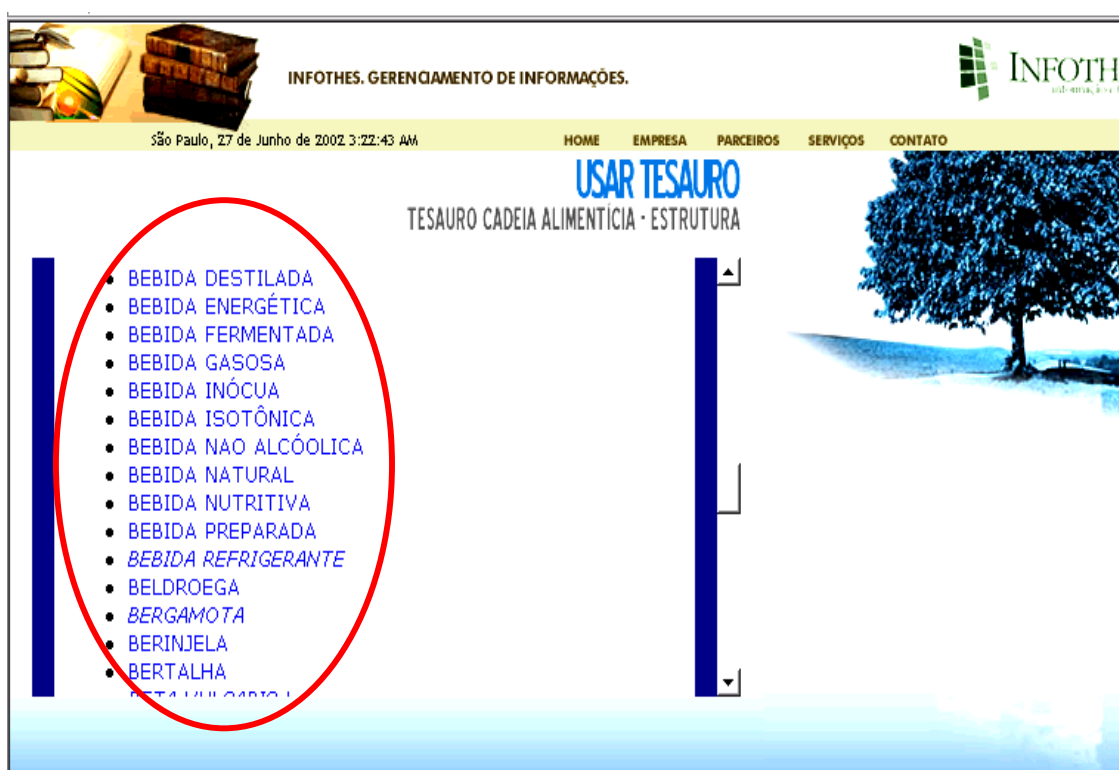 INFOTHES. GERENCIAMENTO DE INFORMAÇÕES.
INFOTH
São Paulo, 27 de Junho de 2002 3:22:43 AM
HOME EMPRESA PARCEIROS SERVIÇOS CONTATO
USAR TESAURO
TESAURO CADEIA ALIMENTÍCIA - ESTRUTURA
BEBIDA DESTILADA
BEBIDA ENERGÉTICA
BEBIDA FERMENTADA
BEBIDA GASOSA
BEBIDA INÓCUA
BEBIDA ISOTÔNICA
BEBIDA NAO ALCÓOLICA
BEBIDA NATURAL
BEBIDA NUTRITIVA
BEBIDA PREPARADA
BEBIDA REFRIGERANTE
BELDROEGA
BERGAMOTA
BERINJELA
BERTALHA